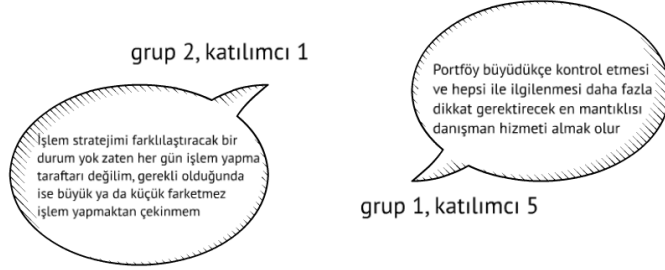 grup 2, katılımcı 1
İşlem stratejimi farklılaştıracak bir
durum yok zaten her gün işlem yapma
taraftarı değilim, gerekli olduğunda
ise büyük ya da küçük farketmez
işlem yapmaktan çekinmem
Portföy büyüdükçe kontrol etmesi
ve hepsi ile ilgilenmesi daha fazla
dikkat gerektirecek en mantıklısı
danışman hizmeti almak olur
grup 1, katılımcı 5